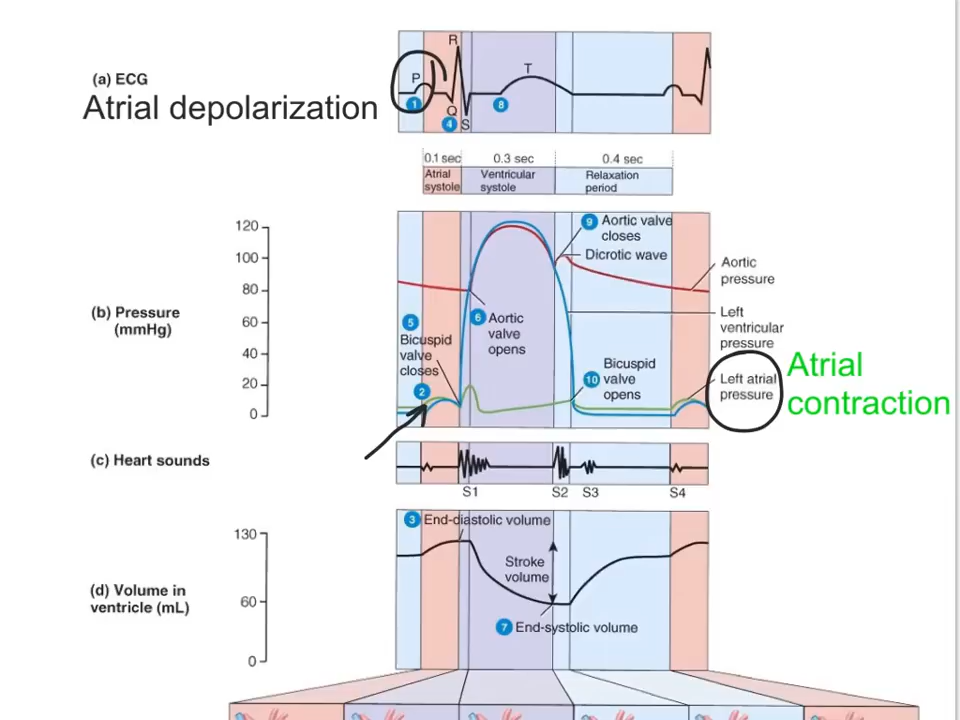 (a) ECG
Atrial depolarization
P
1
R
Q
4
S
T
8
0.1 sec
0.3 sec
0.4 sec
Atrial
systole
Ventricular
systole
Relaxation
period
(b) Pressure
(mmHg)
120
100
80
60
40
20
0
9 Aortic valve
closes
Dicrotic wave
Aortic
pressure
5
Bicuspid
valve
closes
2
6 Aortic
valve
opens
Left
ventricular
pressure
Bicuspid
10 valve
opens
Left atrial
pressure
Atrial
contraction
(c) Heart sounds
S1
S2
S3
S4
(d) Volume in
ventricle (mL)
130
60
0
3 End-diastolic volume
Stroke
volume
7 End-systolic volume